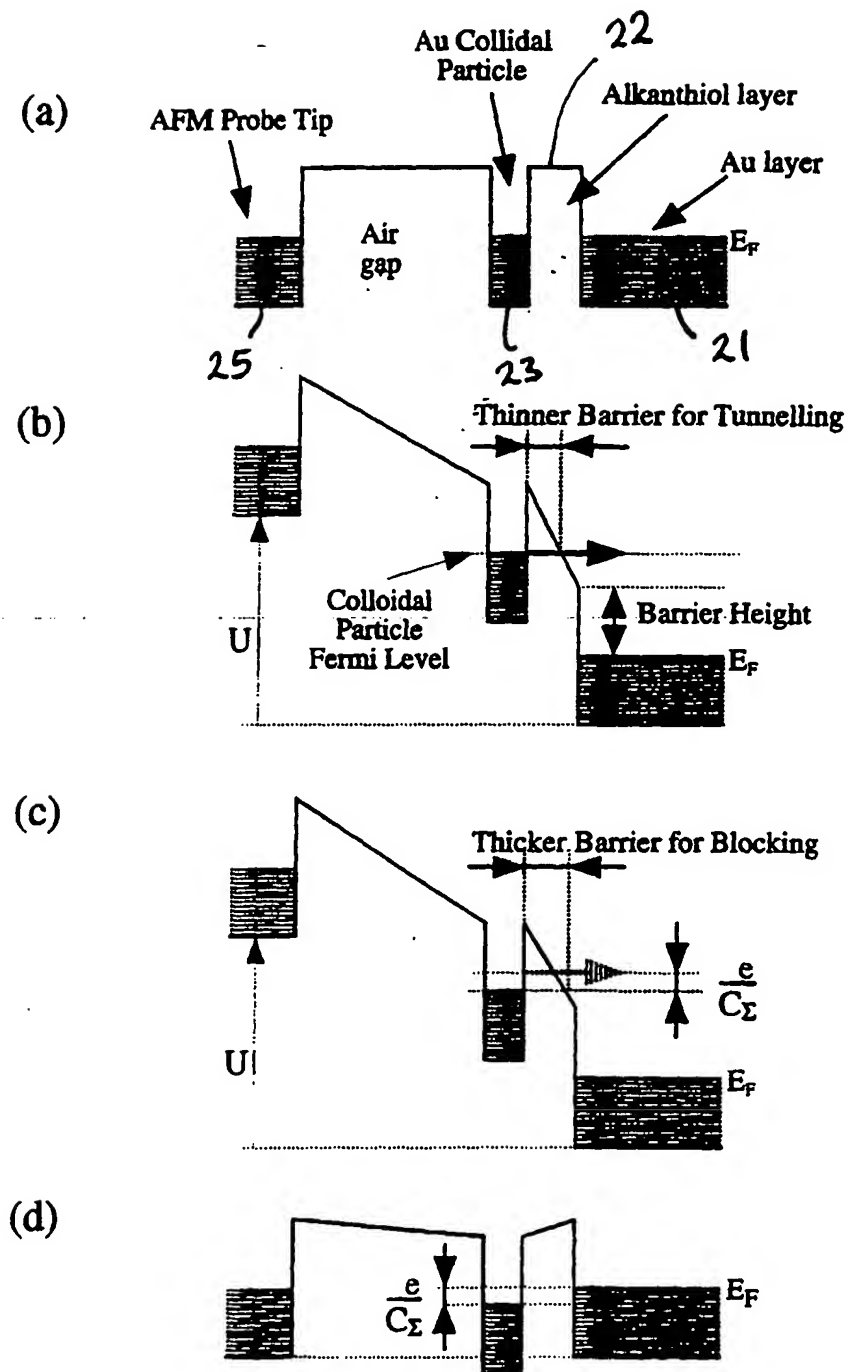 (a)
Au Collidal
Particle
22
Alkanthiol layer
AFM Probe Tip
Au layer
Air
gap
E_F
25
23
21
(b)
Thinner Barrier for Tunnelling
Colloidal
Particle
Fermi Level
Barrier Height
U
E_F
(c)
Thicker Barrier for Blocking
e
C_Σ
U
E_F
(d)
e
C_Σ
E_F